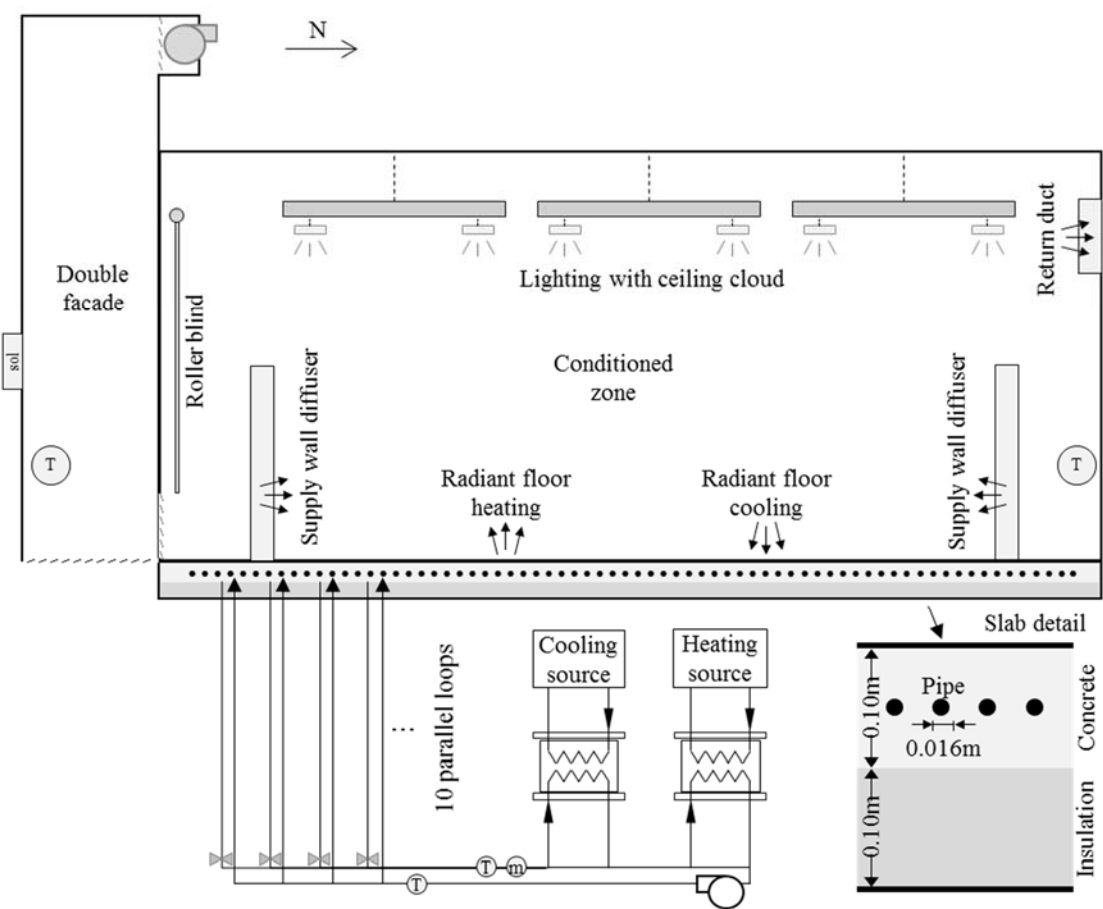 N
Double
facade
sol
T
Roller blind
Supply wall diffuser
Lighting with ceiling cloud
Return duct
Conditioned
zone
Radiant floor
heating
Radiant floor
cooling
Supply wall diffuser
T
10 parallel loops
...
Cooling
source
Heating
source
T
m
T
Slab detail
0.10m
Pipe
0.016m
Concrete
0.10m
Insulation